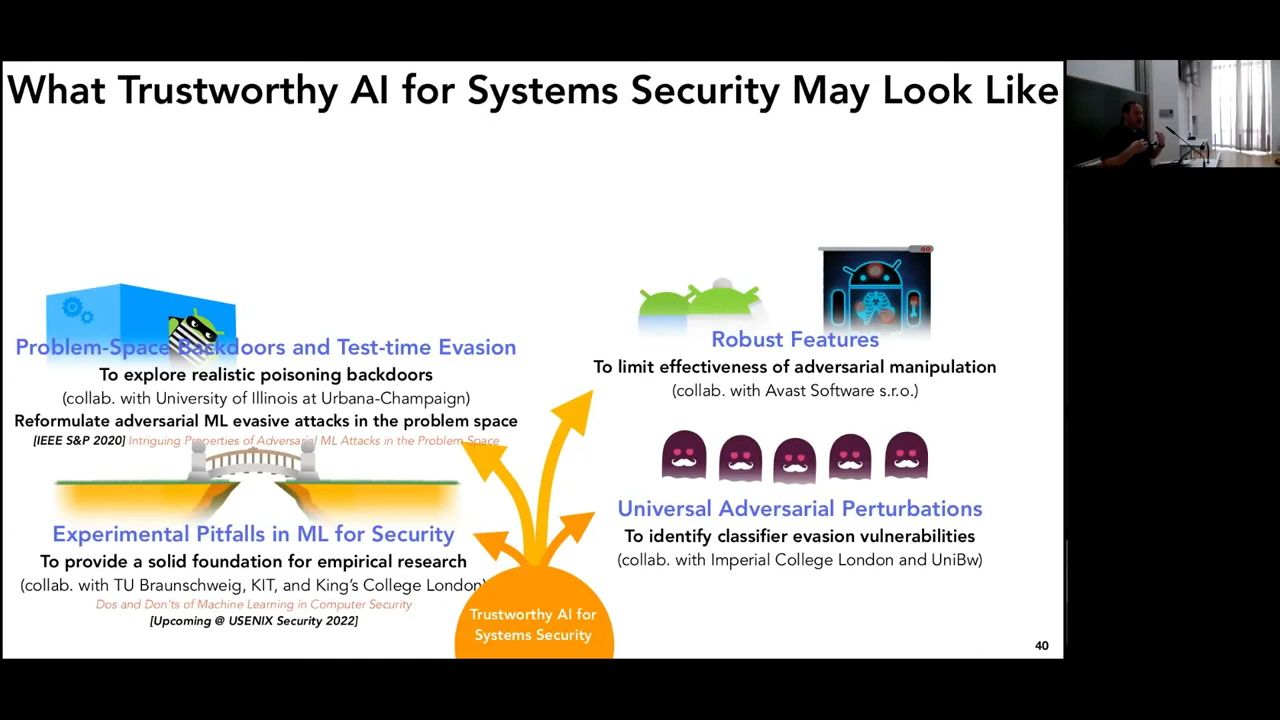 What Trustworthy AI for Systems Security May Look Like
Problem-Space Backdoors and Test-time Evasion
To explore realistic poisoning backdoors
(collab. with University of Illinois at Urbana-Champaign)
Reformulate adversarial ML evasive attacks in the problem space
[IEEE S&P 2020] Intriguing Properties of Adversarial ML Attacks in the Problem Space
Experimental Pitfalls in ML for Security
To provide a solid foundation for empirical research
(collab. with TU Braunschweig, KIT, and King's College London)
Dos and Don'ts of Machine Learning in Computer Security
[Upcoming @ USENIX Security 2022]
Robust Features
To limit effectiveness of adversarial manipulation
(collab. with Avast Software s.r.o.)
Universal Adversarial Perturbations
To identify classifier evasion vulnerabilities
(collab. with Imperial College London and UniBw)
Trustworthy AI for
Systems Security
40